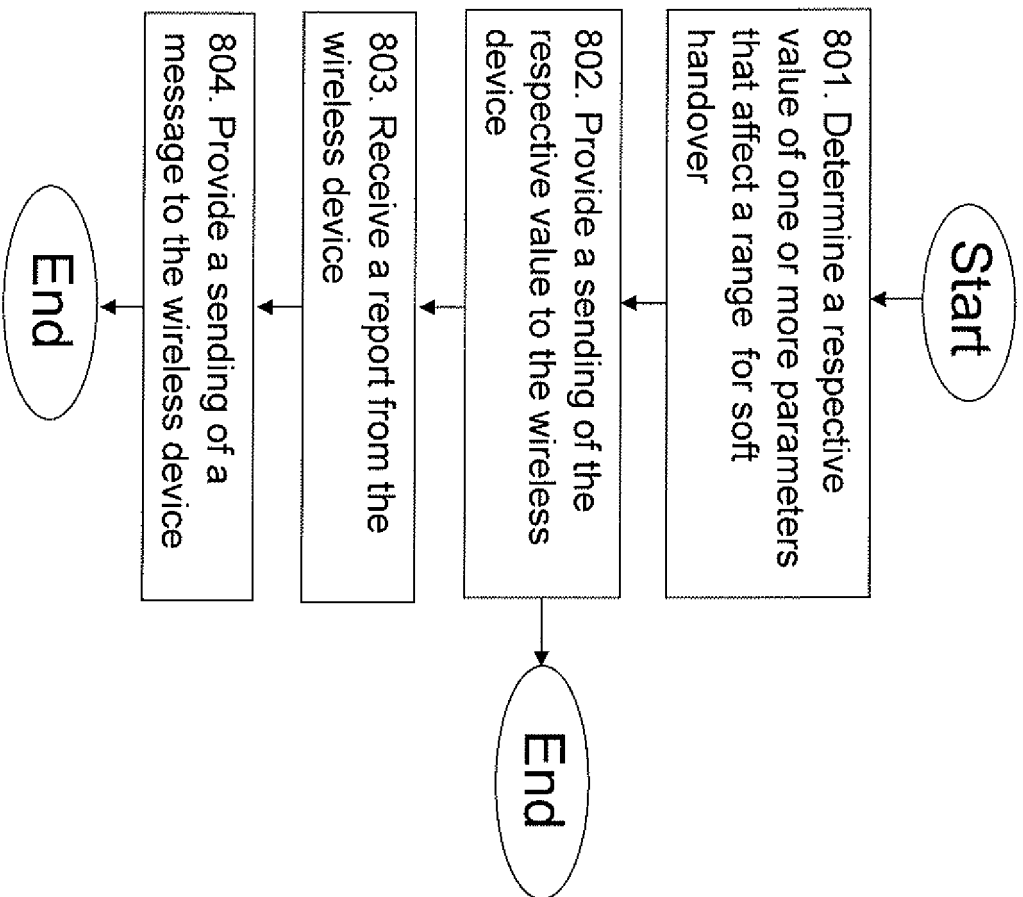 Start
801. Determine a respective
value of one or more parameters
that affect a range for soft
handover
802. Provide a sending of the
respective value to the wireless
device
End
803. Receive a report from the
wireless device
804. Provide a sending of a
message to the wireless device
End